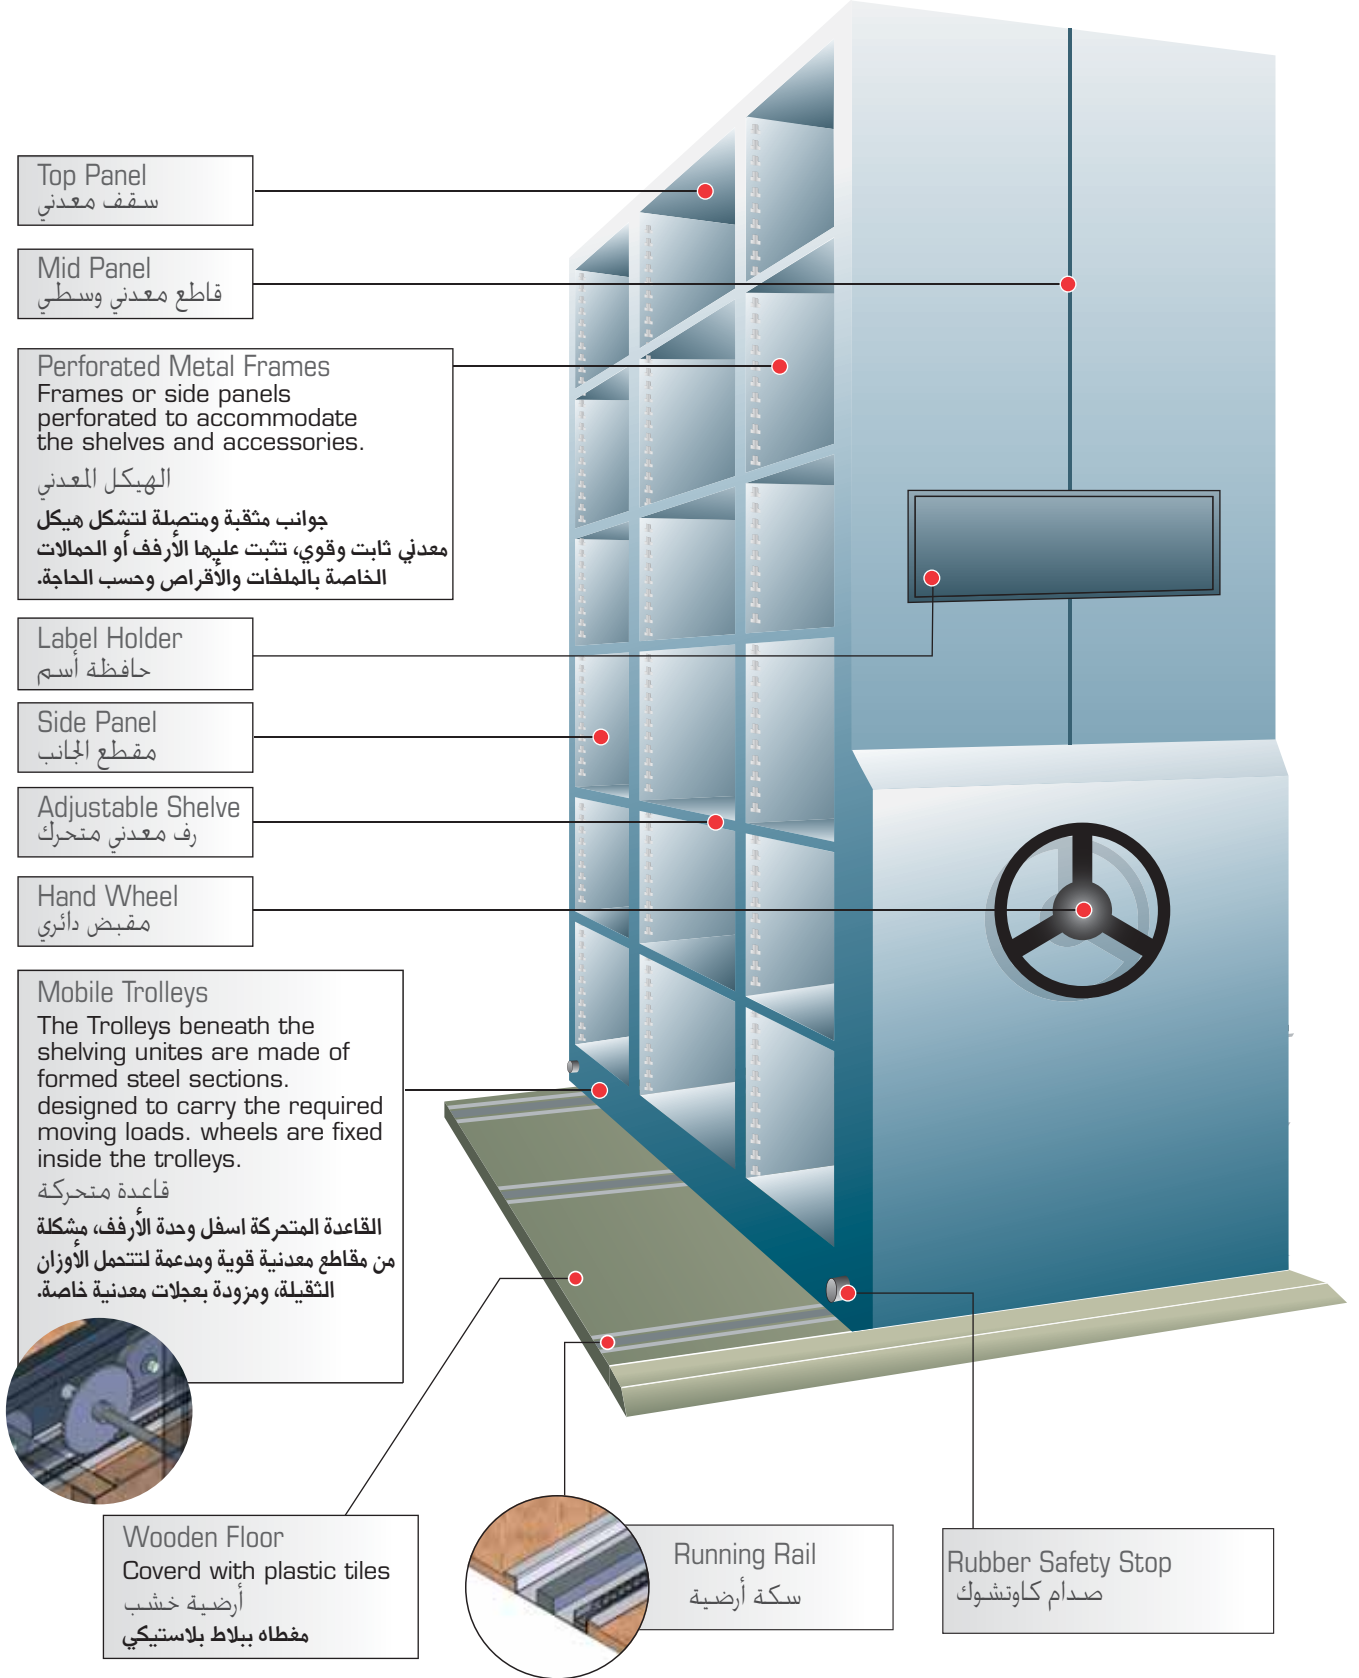 Top Panel
سقف معدني
Mid Panel
قاطع معدني وسطي
Perforated Metal Frames
Frames or side panels
perforated to accommodate
the shelves and accessories.
الهيكل المعدني
جوانب مثقبة ومتصلة لتشكل هيكل
معدني ثابت وقوي، تثبت عليها الأرفف أو الحمالات
الخاصة بالملفات والأقراص وحسب الحاجة.
Label Holder
حافظة أسم
Side Panel
مقطع الجانب
Adjustable Shelve
رف معدني متحرك
Hand Wheel
مقبض دائري
Mobile Trolleys
The Trolleys beneath the
shelving unites are made of
formed steel sections.
designed to carry the required
moving loads. wheels are fixed
inside the trolleys.
قاعدة متحركة
القاعدة المتحركة اسفل وحدة الأرفف، مشكلة
من مقاطع معدنية قوية ومدعمة لتتحمل الأوزان
الثقيلة، ومزودة بعجلات معدنية خاصة.
Wooden Floor
Coverd with plastic tiles
أرضية خشب
مغطاه ببلاط بلاستيكي
Running Rail
سكة أرضية
Rubber Safety Stop
صدام كاوتشوك